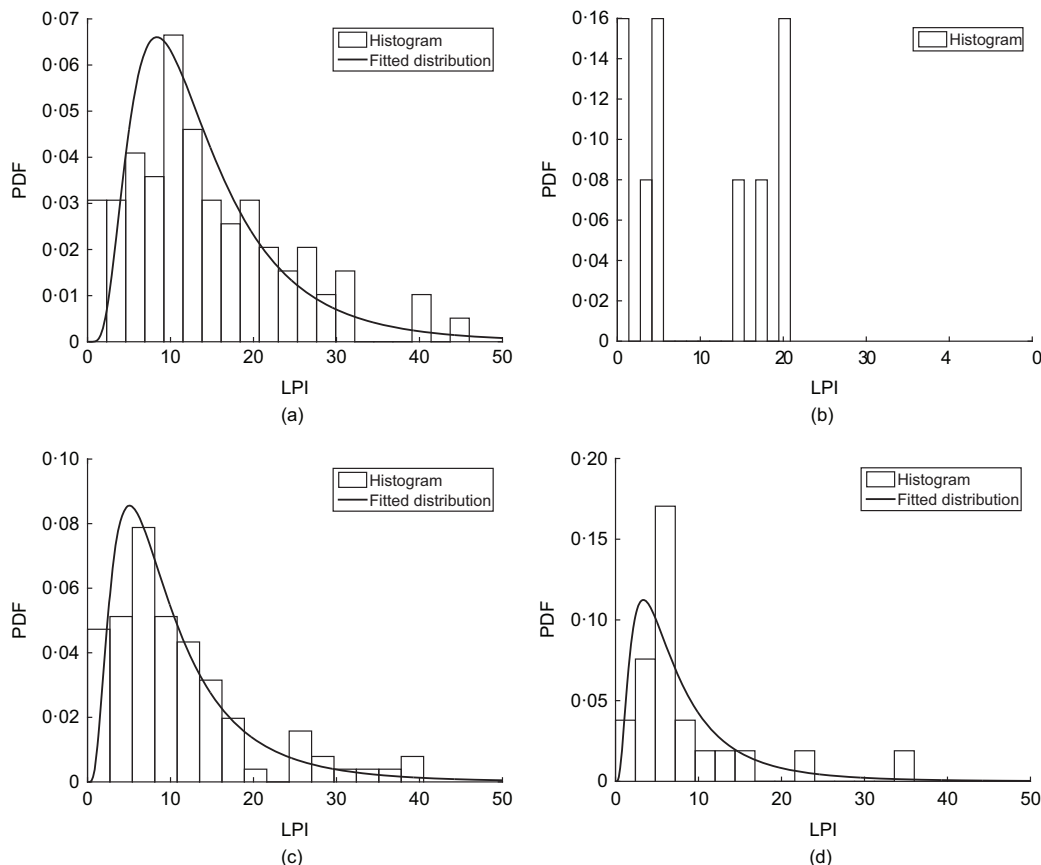 0·07
0·06
0·05
0·04
0·03
0·02
0·01
0
PDF
Histogram
Fitted distribution
0 10 20 30 40 50
LPI
(a)
0·16
0·14
0·12
0·10
0·08
0·06
0·04
0·02
0
PDF
Histogram
0 10 20 30 4 0
LPI
(b)
0·10
0·08
0·06
0·04
0·02
0
PDF
Histogram
Fitted distribution
0 10 20 30 40 50
LPI
(c)
0·20
0·15
0·10
0·05
0
PDF
Histogram
Fitted distribution
0 10 20 30 40 50
LPI
(d)